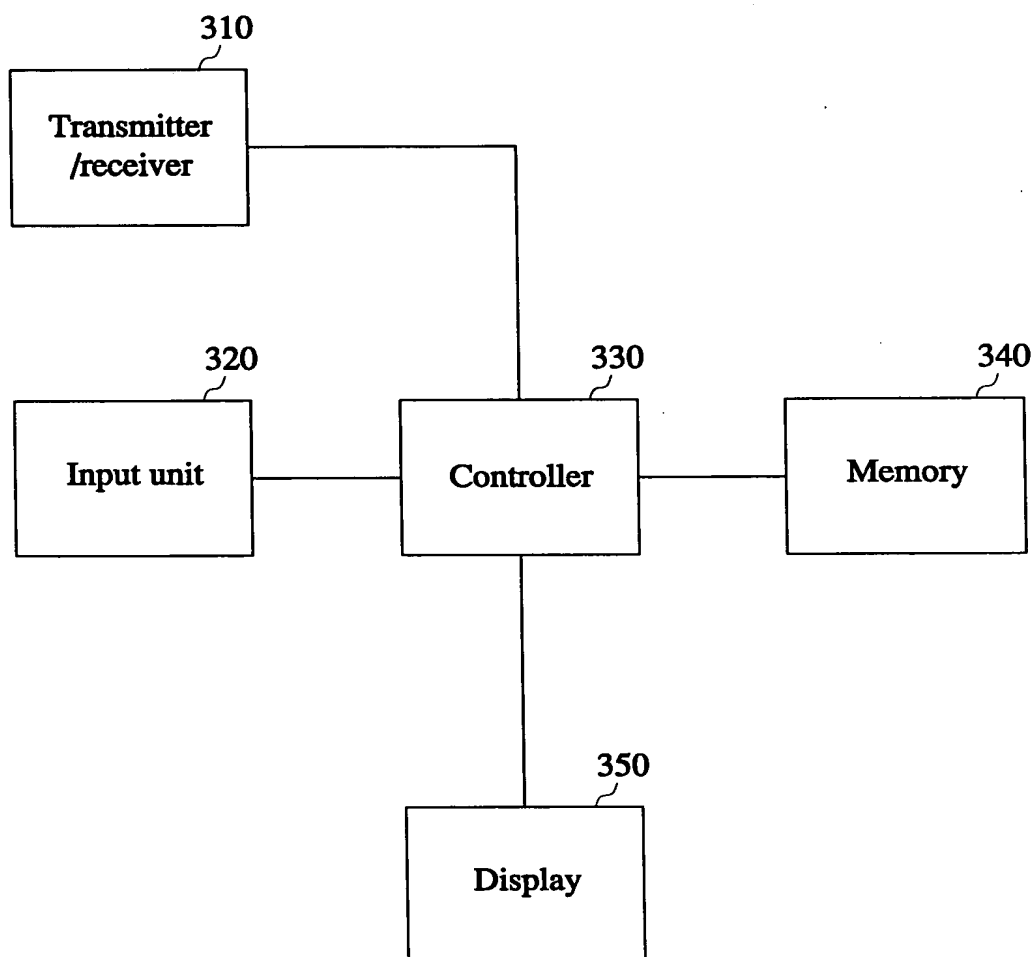 310
Transmitter
/receiver
320
Input unit
330
Controller
340
Memory
350
Display